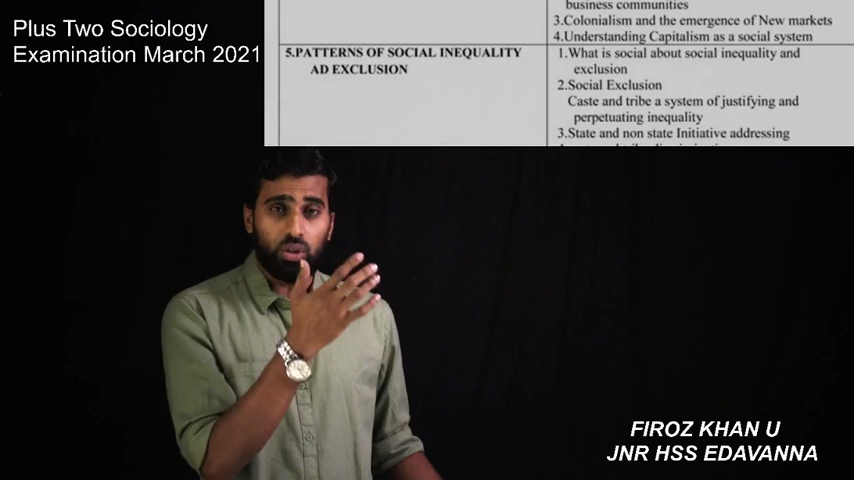 Plus Two Sociology
Examination March 2021
business communities
3.Colonialism and the emergence of New markets
4.Understanding Capitalism as a social system
5.PATTERNS OF SOCIAL INEQUALITY
AD EXCLUSION
1.What is social about social inequality and
exclusion
2.Social Exclusion
Caste and tribe a system of justifying and
perpetuating inequality
3.State and non state Initiative addressing
FIROZ KHAN U
JNR HSS EDAVANNA